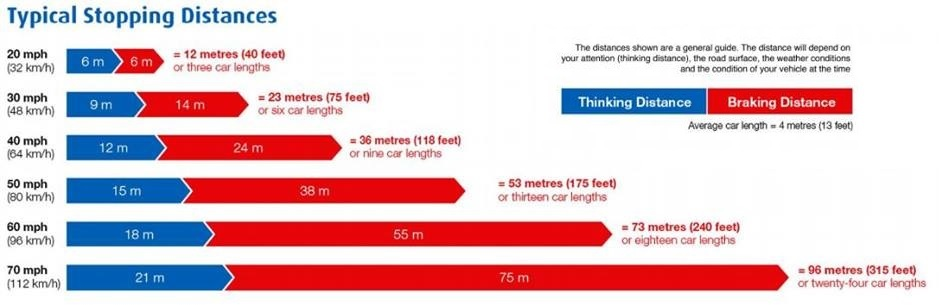 Typical Stopping Distances
20 mph
(32 km/h)
6 m
6 m
= 12 metres (40 feet)
or three car lengths
The distances shown are a general guide. The distance will depend on
your attention (thinking distance), the road surface, the weather conditions
and the condition of your vehicle at the time
30 mph
(48 km/h)
9 m
14 m
= 23 metres (75 feet)
or six car lengths
Thinking Distance
Braking Distance
Average car length = 4 metres (13 feet)
40 mph
(64 km/h)
12 m
24 m
= 36 metres (118 feet)
or nine car lengths
50 mph
(80 km/h)
15 m
38 m
= 53 metres (175 feet)
or thirteen car lengths
60 mph
(96 km/h)
18 m
55 m
= 73 metres (240 feet)
or eighteen car lengths
70 mph
(112 km/h)
21 m
75 m
= 96 metres (315 feet)
or twenty-four car lengths